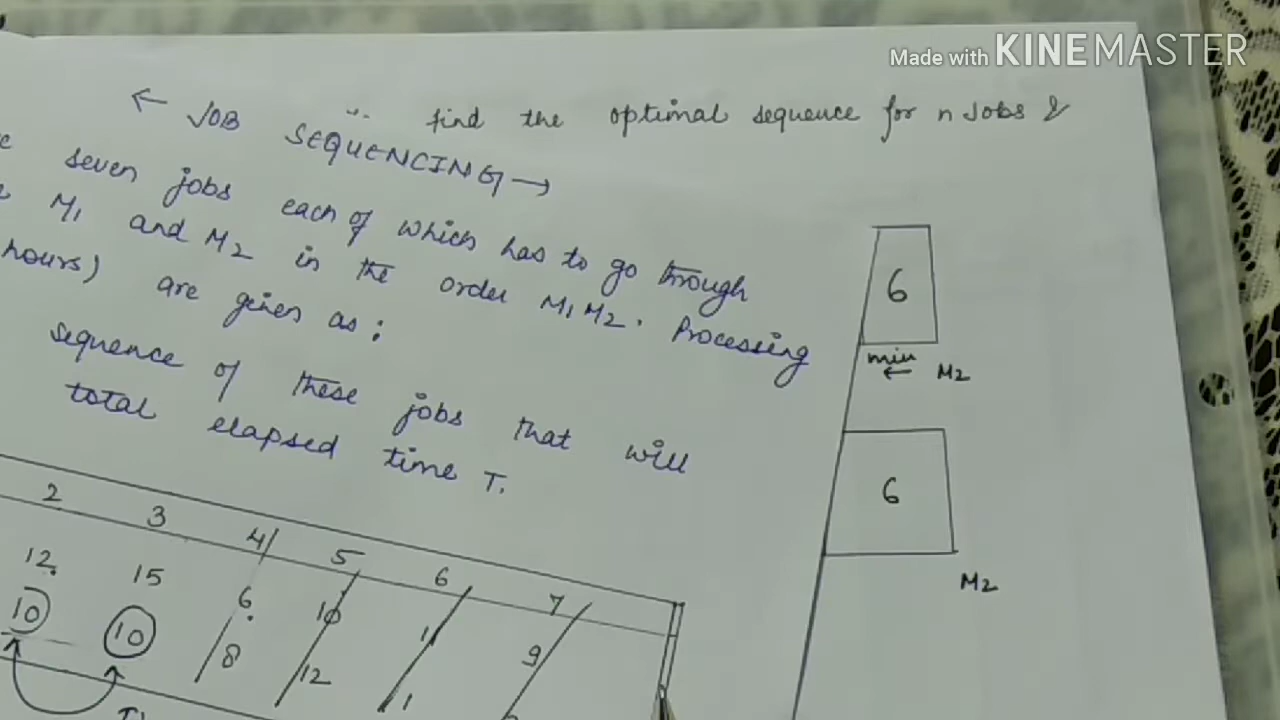 Made with KINEMASTER
find the optimal sequence for n Jobs &
← JOB SEQUENCING →
seven jobs each of which has to go through
M1 and M2 in the order M1 M2. Processing
hours) are given as:
sequence of these jobs that will
total elapsed time T.
6
min
← M2
6
M2
2 3 4 5 6 7
12 15 6 10 11 9
10 10 8 12 1